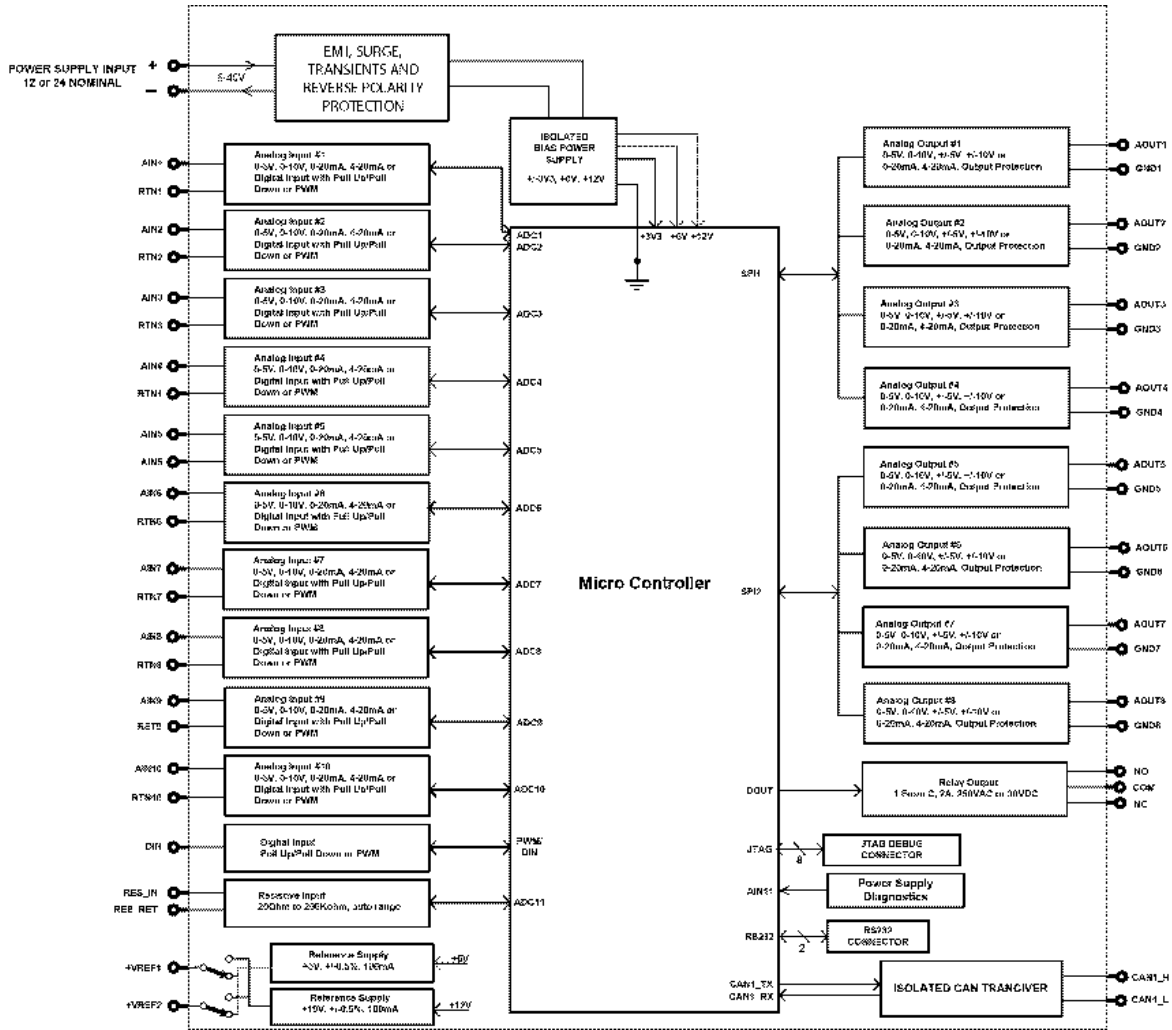 POWER SUPPLY INPUT
12 or 24 NOMINAL
+
−
EMI, SURGE,
TRANSIENTS AND
REVERSE POLARITY
PROTECTION
ISOLATED
BIAS POWER
SUPPLY
+3V3
RTN1
Analog Input #1
0-5V, 0-10V, 0-20mA, 4-20mA or
Digital Input with Pull Up/Pull
Down or PWM
ADC1
AIN2
RTN2
Analog Input #2
0-5V, 0-10V, 0-20mA, 4-20mA or
Digital Input with Pull Up/Pull
Down or PWM
ADC2
AIN3
RTN3
Analog Input #3
0-5V, 0-10V, 0-20mA, 4-20mA or
Digital Input with Pull Up/Pull
Down or PWM
ADC3
Analog Input #4
0-5V, 0-10V, 0-20mA, 4-20mA or
Digital Input with Pull Up/Pull
Down or PWM
ADC4
AIN5
AIN5
Analog Input #5
0-5V, 0-10V, 0-20mA, 4-20mA or
Digital Input with Pull Up/Pull
Down or PWM
ADC5
AIN6
RTN6
Analog Input #6
0-5V, 0-10V, 0-20mA, 4-20mA or
Digital Input with Pull Up/Pull
Down or PWM
ADC6
AIN7
RTN7
Analog Input #7
0-5V, 0-10V, 0-20mA, 4-20mA or
Digital Input with Pull Up/Pull
Down or PWM
ADC7
AIN8
RTN8
Analog Input #8
0-5V, 0-10V, 0-20mA, 4-20mA or
Digital Input with Pull Up/Pull
Down or PWM
ADC8
AIN9
Analog Input #9
0-5V, 0-10V, 0-20mA, 4-20mA or
Digital Input with Pull Up/Pull
Down or PWM
ADC9
AIN10
RTN10
Analog Input #10
0-5V, 0-10V, 0-20mA, 4-20mA or
Digital Input with Pull Up/Pull
Down or PWM
ADC10
DIN
Digital Input
Pull Up/Pull Down or PWM
DIN
RES_IN
RES_RET
Resistive Input
auto range
ADC11
+VREF1
Reference Supply
+5V, +/-0.5%, 100mA
+VREF2
Reference Supply
+/-0.5%, 100mA
+12V
Micro Controller
SPI1
Analog Output #1
0-5V, 0-10V, +/-5V, +/-10V or
0-20mA, 4-20mA, Output Protection
AOUT1
GND1
Analog Output #2
0-5V, 0-10V, +/-5V, +/-10V or
0-20mA, 4-20mA, Output Protection
AOUT2
GND2
Analog Output #3
0-5V, 0-10V, +/-5V, +/-10V or
0-20mA, 4-20mA, Output Protection
AOUT3
GND3
Analog Output #4
0-5V, 0-10V, +/-5V, +/-10V or
0-20mA, 4-20mA, Output Protection
AOUT4
GND4
SPI2
Analog Output #5
0-5V, 0-10V, +/-5V, +/-10V or
0-20mA, 4-20mA, Output Protection
AOUT5
GND5
Analog Output #6
0-5V, 0-10V, +/-5V, +/-10V or
0-20mA, 4-20mA, Output Protection
AOUT6
GND6
Analog Output #7
0-5V, 0-10V, +/-5V, +/-10V or
0-20mA, 4-20mA, Output Protection
AOUT7
GND7
Analog Output #8
0-5V, 0-10V, +/-5V, +/-10V or
0-20mA, 4-20mA, Output Protection
AOUT8
GND8
DOUT
Relay Output
1 Form C, 2A, 250VAC or 30VDC
NO
COM
NC
JTAG
8
JTAG DEBUG
CONNECTOR
Power Supply
Diagnostics
RS232
2
RS232
CONNECTOR
CAN1_TX
CAN1_RX
ISOLATED CAN TRANCIVER
CAN1_H
CAN1_L